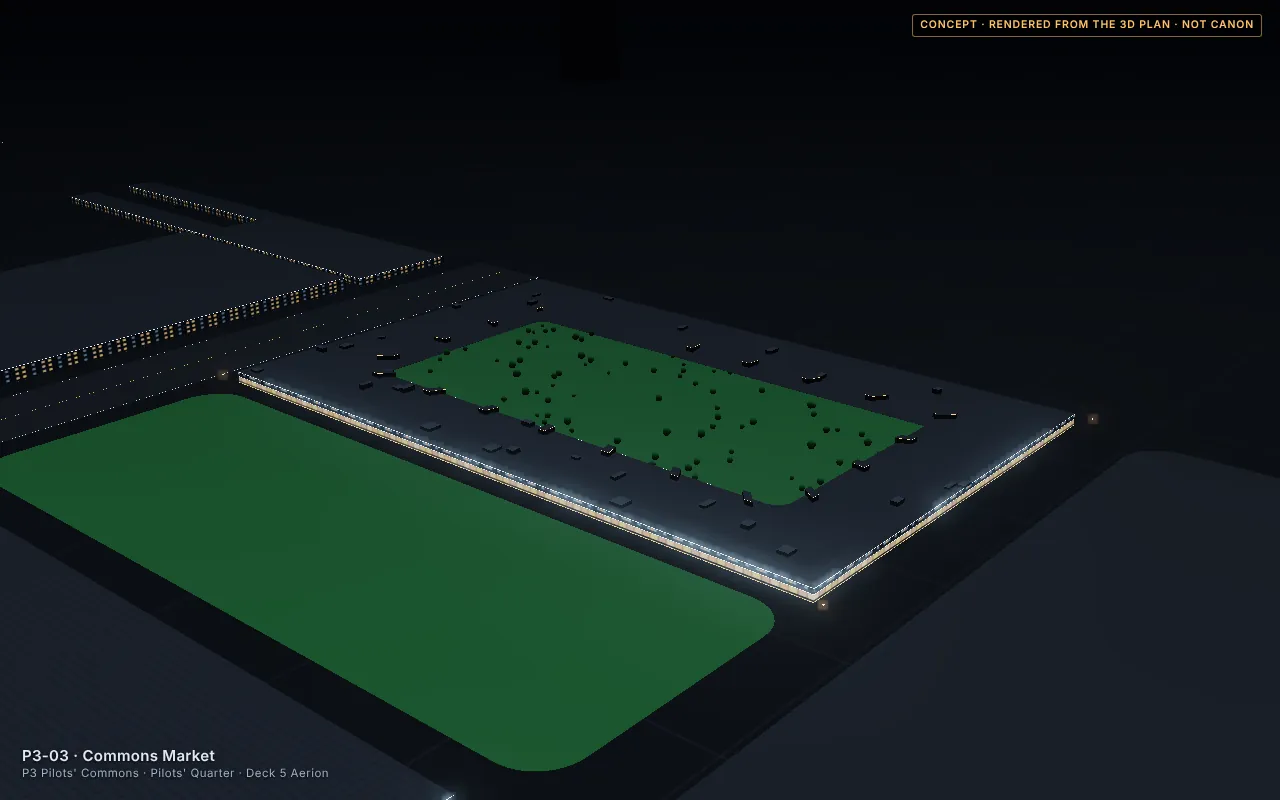 CONCEPT · RENDERED FROM THE 3D PLAN · NOT CANON
P3-03 · Commons Market
P3 Pilots' Commons · Pilots' Quarter · Deck 5 Aerion